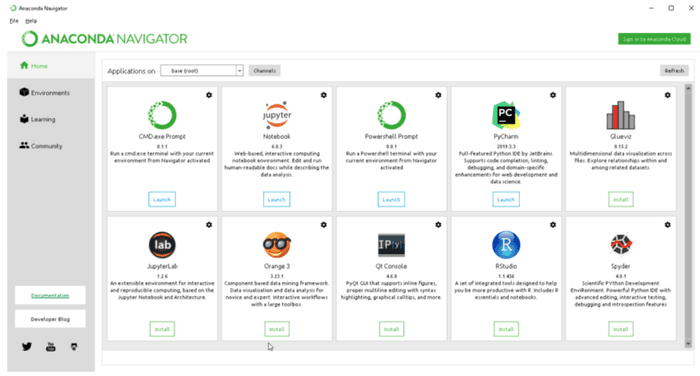 Anaconda Navigator
File Help
ANACONDA NAVIGATOR
Sign in to Anaconda Cloud
Home
Environments
Learning
Community
Documentation
Developer Blog
Applications on base (root) Channels
Refresh
CMD.exe Prompt
0.1.1
Run a cmd.exe terminal with your current
environment from Navigator activated
Launch
jupyter
Notebook
6.0.3
Web-based, interactive computing
notebook environment. Edit and run
human-readable docs while describing the
data analysis.
Launch
Powershell Prompt
0.0.1
Run a Powershell terminal with your
current environment from Navigator
activated
Launch
PC
PyCharm
2019.3.3
Full-featured Python IDE by JetBrains.
Supports code completion, linting,
debugging, and domain-specific
enhancements for web development and
data science.
Launch
Glueviz
0.15.2
Multidimensional data visualization across
files. Explore relationships within and
among related datasets.
Install
lab
JupyterLab
1.2.6
An extensible environment for interactive
and reproducible computing, based on the
Jupyter Notebook and Architecture.
Install
Orange 3
3.23.1
Component based data mining framework.
Data visualization and data analysis for
novice and expert. Interactive workflows
with a large toolbox.
Install
IP[y]:
Qt Console
4.6.0
PyQt GUI that supports inline figures,
proper multiline editing with syntax
highlighting, graphical calltips, and more.
Install
R
RStudio
1.1.456
A set of integrated tools designed to help
you be more productive with R. Includes R
essentials and notebooks.
Install
Spyder
4.0.1
Scientific PYthon Development
EnviRonment. Powerful Python IDE with
advanced editing, interactive testing,
debugging and introspection features
Install